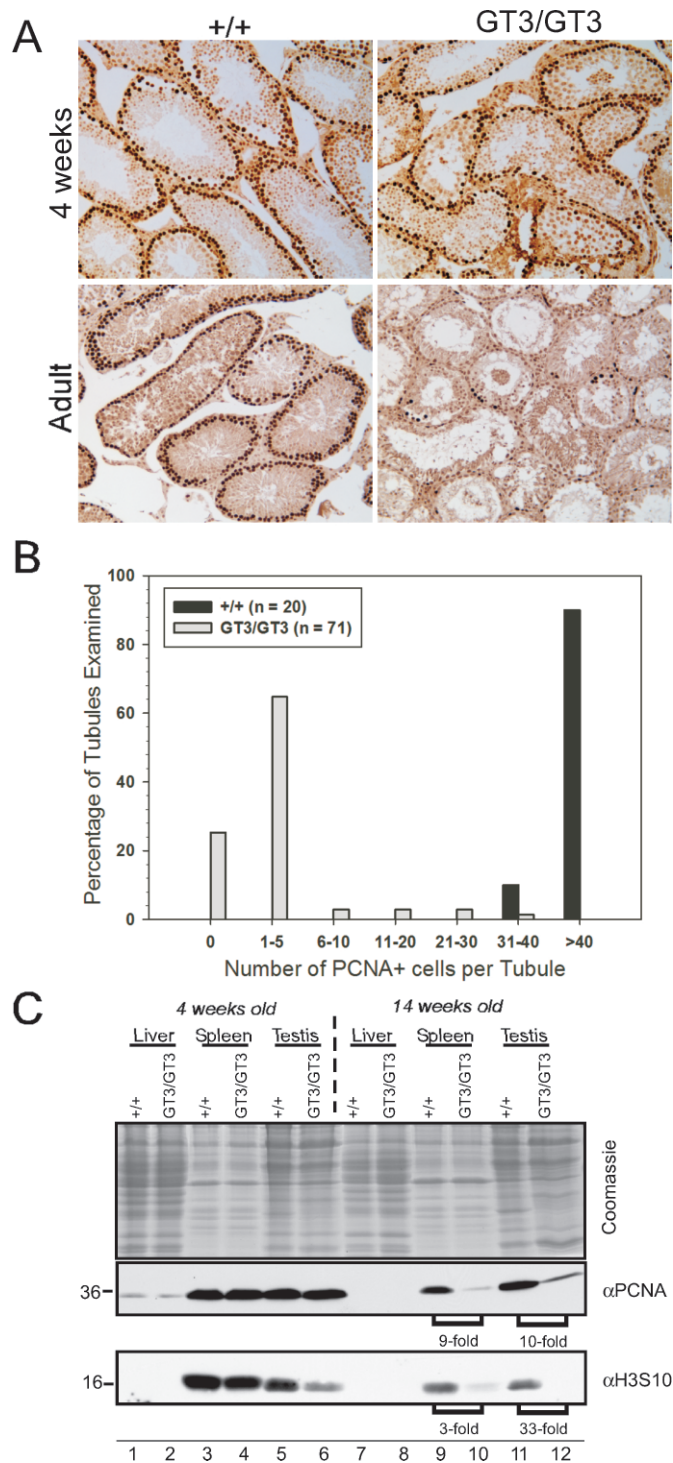 A
+/+
GT3/GT3
4 weeks
Adult
B
Percentage of Tubules Examined
100
80
60
40
20
0
+/+ (n = 20)
GT3/GT3 (n = 71)
0 1-5 6-10 11-20 21-30 31-40 >40
Number of PCNA+ cells per Tubule
C
4 weeks old 14 weeks old
Liver Spleen Testis Liver Spleen Testis
+/+ GT3/GT3 +/+ GT3/GT3 +/+ GT3/GT3 +/+ GT3/GT3 +/+ GT3/GT3 +/+ GT3/GT3
Coomassie
36 αPCNA
9-fold 10-fold
16 αH3S10
3-fold 33-fold
1 2 3 4 5 6 7 8 9 10 11 12